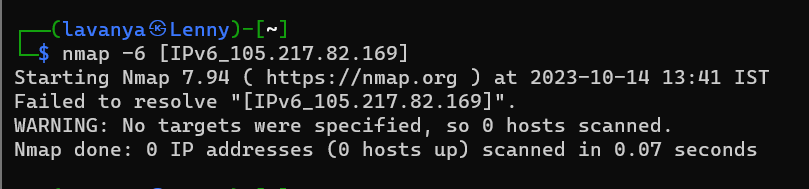 ┌──(lavanya㉿Lenny)-[~]
└─$ nmap -6 [IPv6_105.217.82.169]
Starting Nmap 7.94 ( https://nmap.org ) at 2023-10-14 13:41 IST
Failed to resolve "[IPv6_105.217.82.169]".
WARNING: No targets were specified, so 0 hosts scanned.
Nmap done: 0 IP addresses (0 hosts up) scanned in 0.07 seconds